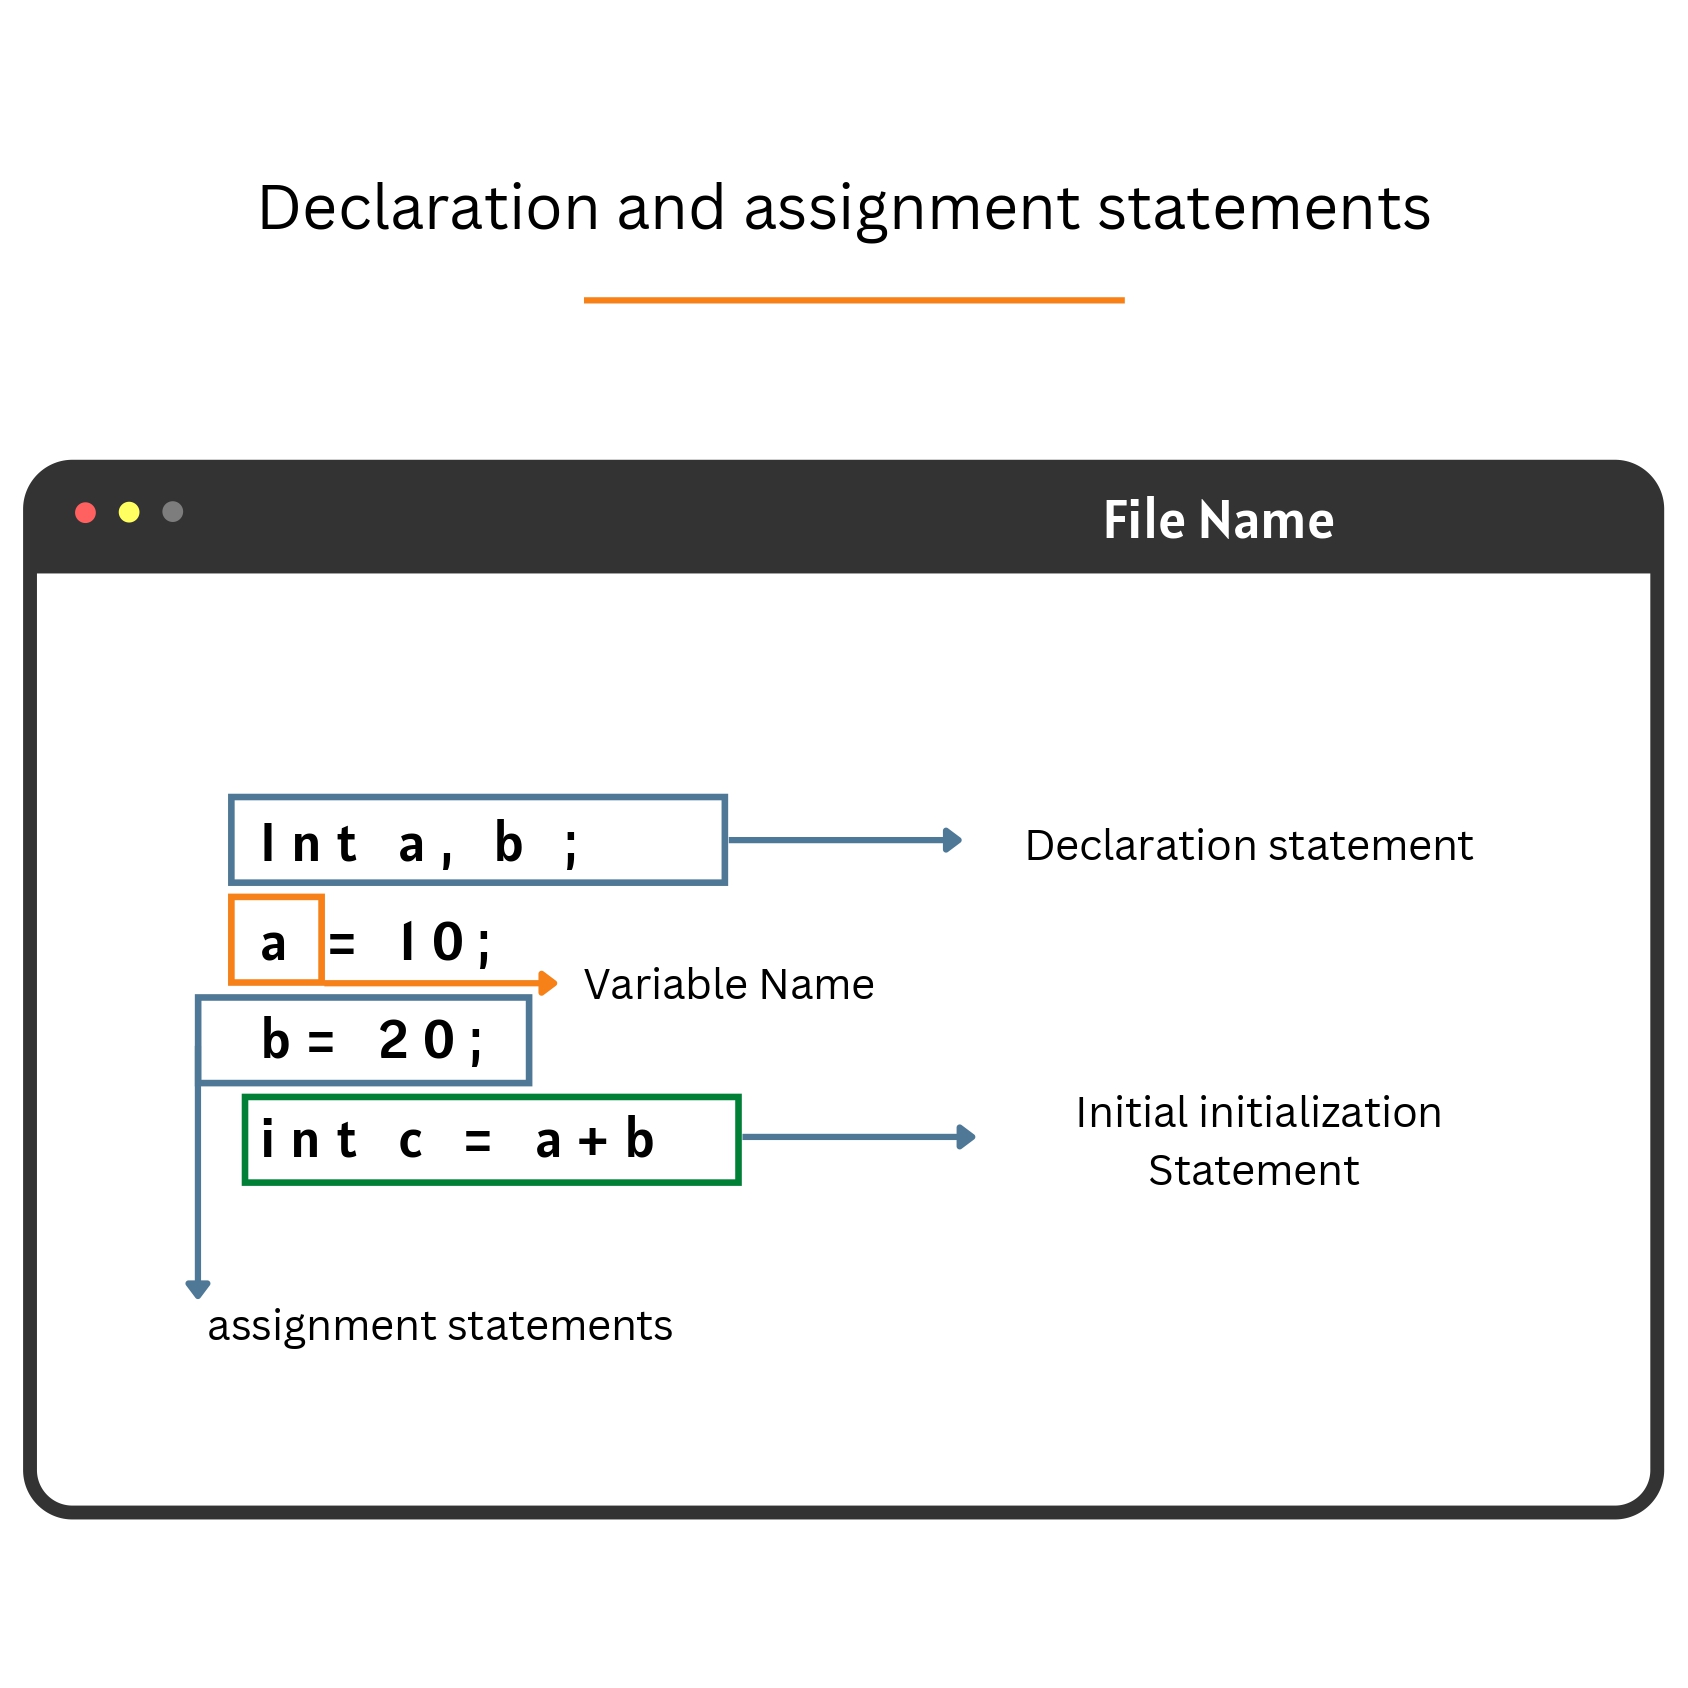 Declaration and assignment statements
File Name
Int a, b ;
Declaration statement
a = 10;
Variable Name
b= 20;
int c = a+b
Initial initialization
Statement
assignment statements